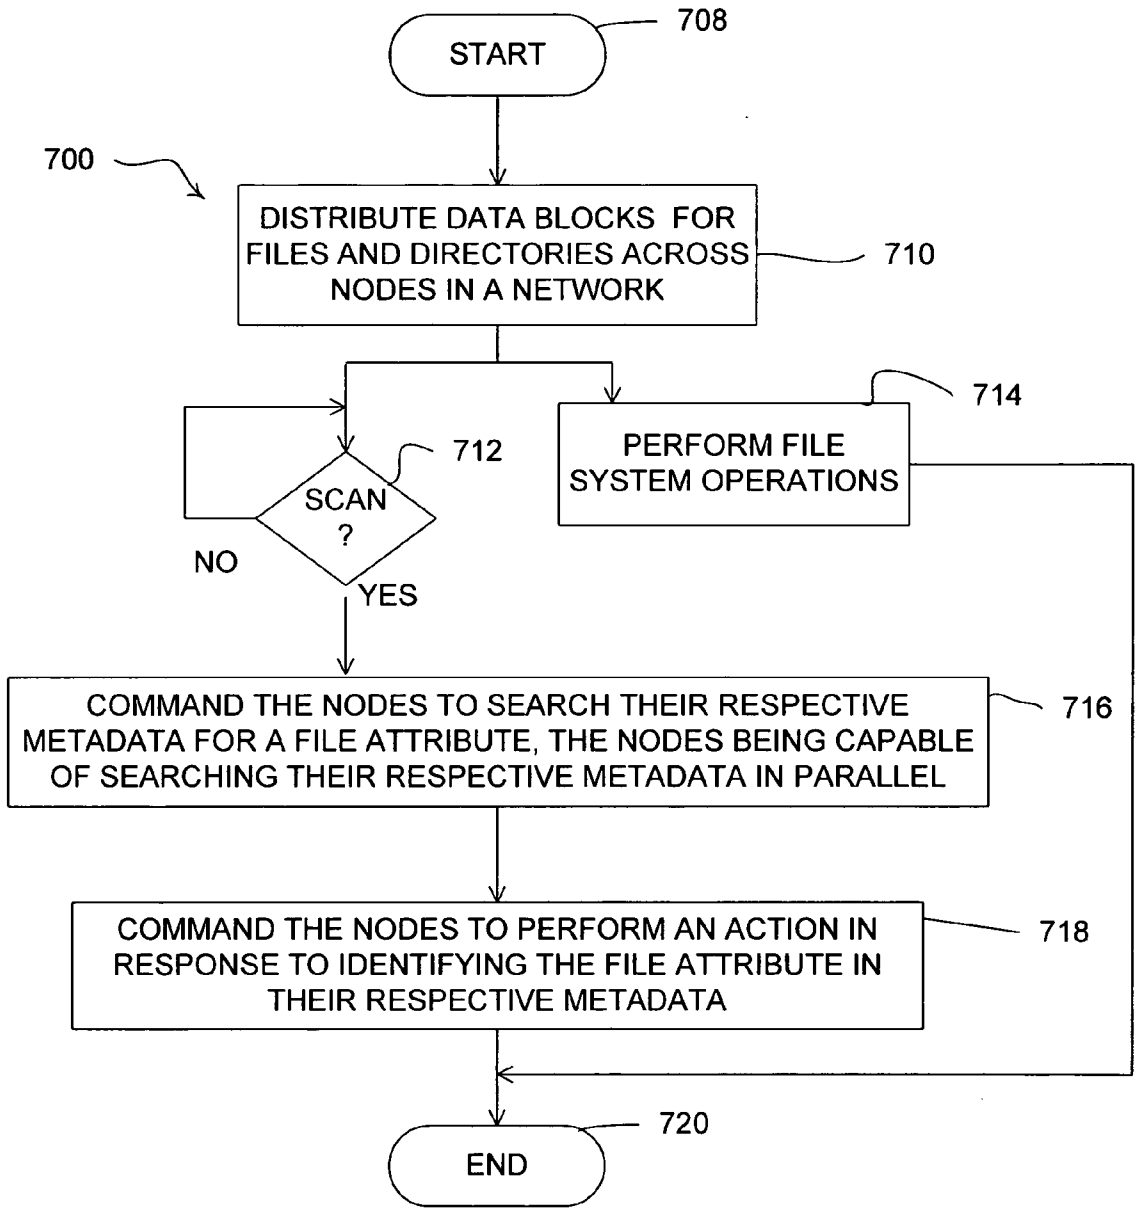 708
START
700
DISTRIBUTE DATA BLOCKS FOR
FILES AND DIRECTORIES ACROSS
NODES IN A NETWORK
710
714
712
PERFORM FILE
SYSTEM OPERATIONS
SCAN
?
NO
YES
COMMAND THE NODES TO SEARCH THEIR RESPECTIVE
METADATA FOR A FILE ATTRIBUTE, THE NODES BEING CAPABLE
OF SEARCHING THEIR RESPECTIVE METADATA IN PARALLEL
716
COMMAND THE NODES TO PERFORM AN ACTION IN
RESPONSE TO IDENTIFYING THE FILE ATTRIBUTE IN
THEIR RESPECTIVE METADATA
718
720
END